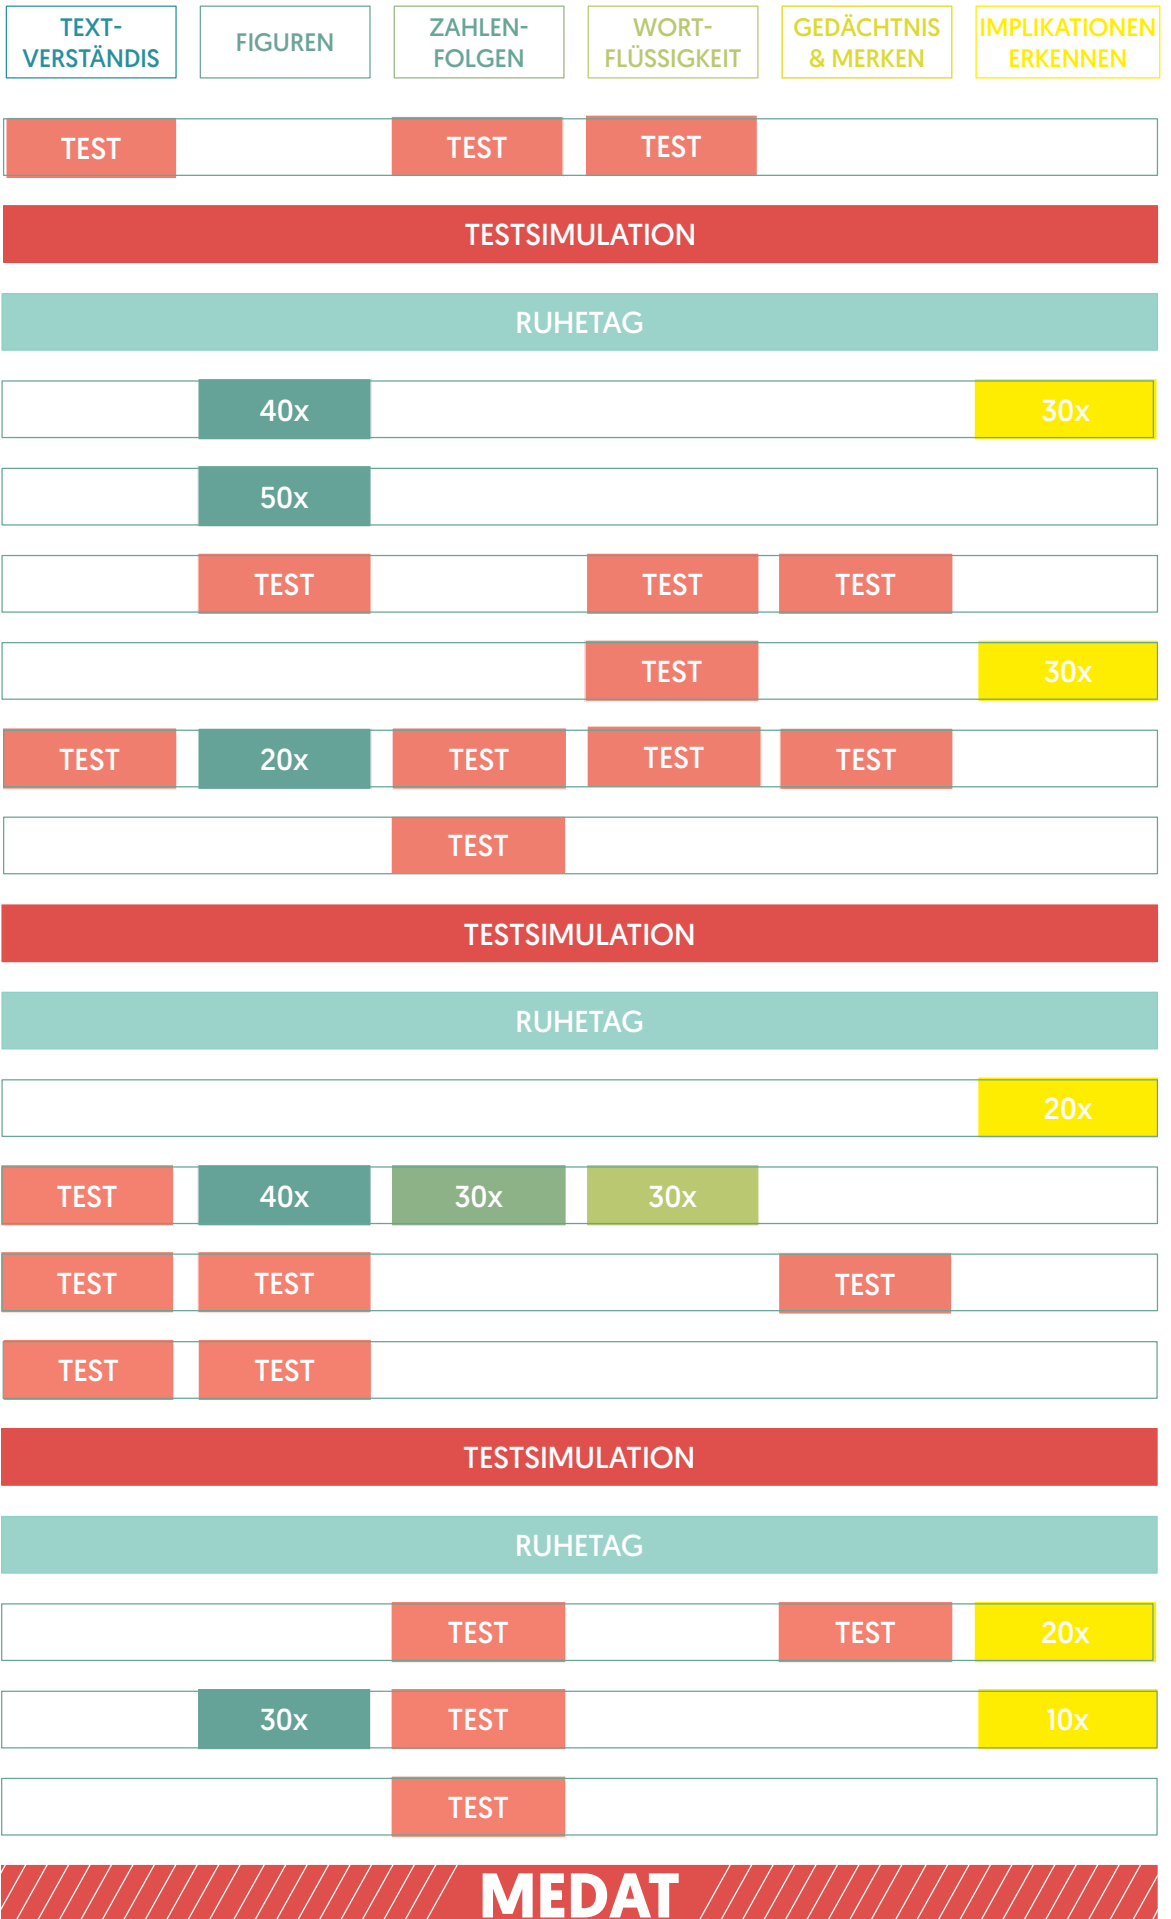 TEXT-
VERSTÄNDIS
FIGUREN
ZAHLEN-
FOLGEN
WORT-
FLÜSSIGKEIT
GEDÄCHTNIS
& MERKEN
IMPLIKATIONEN
ERKENNEN
TEST TEST TEST
TESTSIMULATION
RUHETAG
40x 30x
50x
TEST TEST TEST
TEST 30x
TEST 20x TEST TEST TEST
TEST
TESTSIMULATION
RUHETAG
20x
TEST 40x 30x 30x
TEST TEST TEST
TEST TEST
TESTSIMULATION
RUHETAG
TEST TEST 20x
30x TEST 10x
TEST
MEDAT